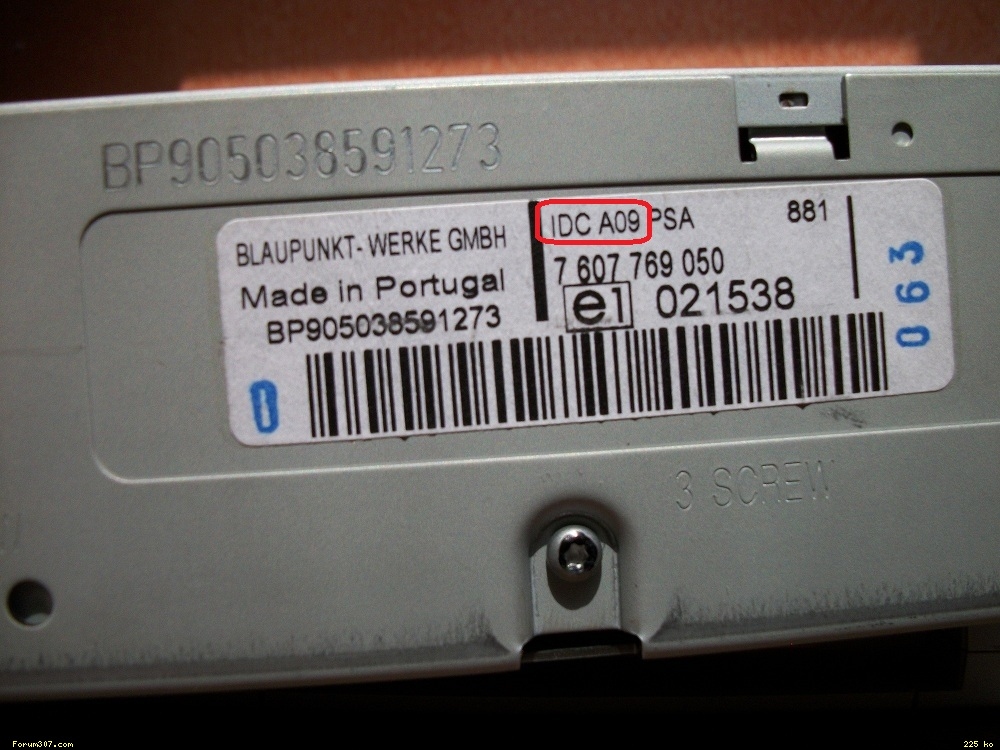 BP905038591273
BLAUPUNKT-WERKE GMBH
Made in Portugal
BP905038591273
IDC A09 PSA 881
7 607 769 050
e1 021538
0
063
3 SCREW
Forum307.com
225 ko